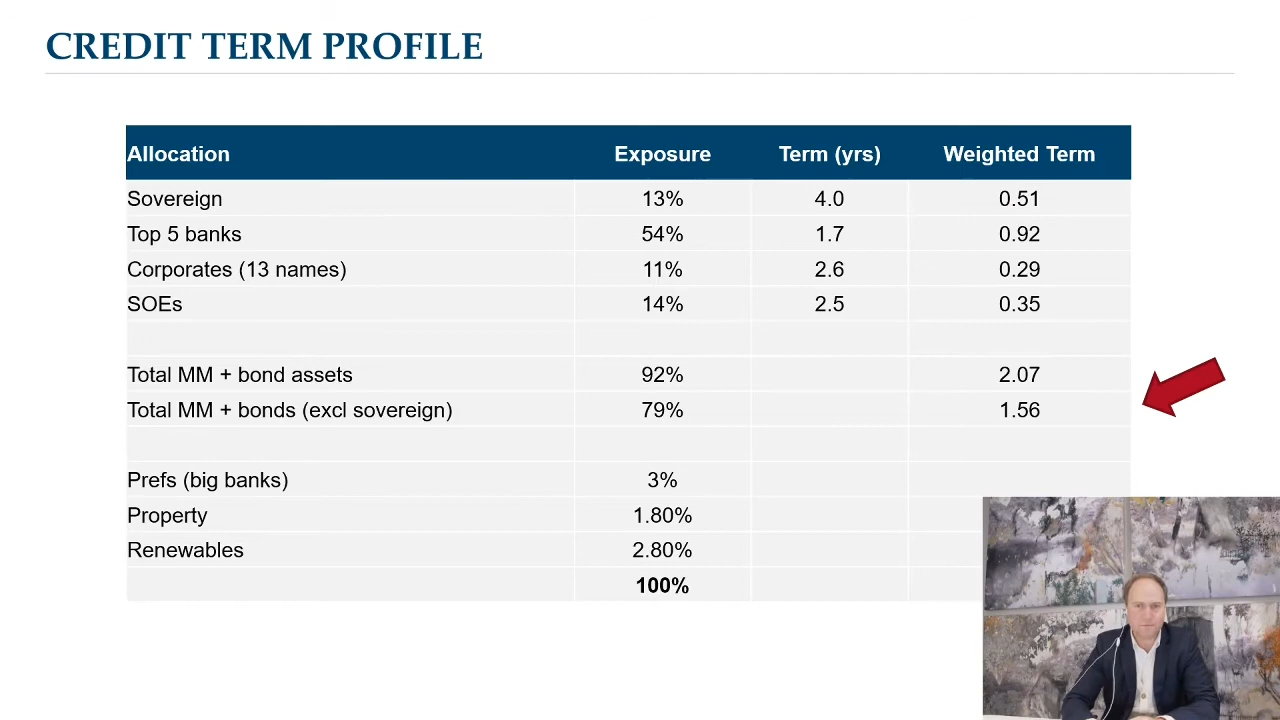 CREDIT TERM PROFILE
Allocation Exposure Term (yrs) Weighted Term
Sovereign 13% 4.0 0.51
Top 5 banks 54% 1.7 0.92
Corporates (13 names) 11% 2.6 0.29
SOEs 14% 2.5 0.35
Total MM + bond assets 92% 2.07
Total MM + bonds (excl sovereign) 79% 1.56
Prefs (big banks) 3%
Property 1.80%
Renewables 2.80%
100%